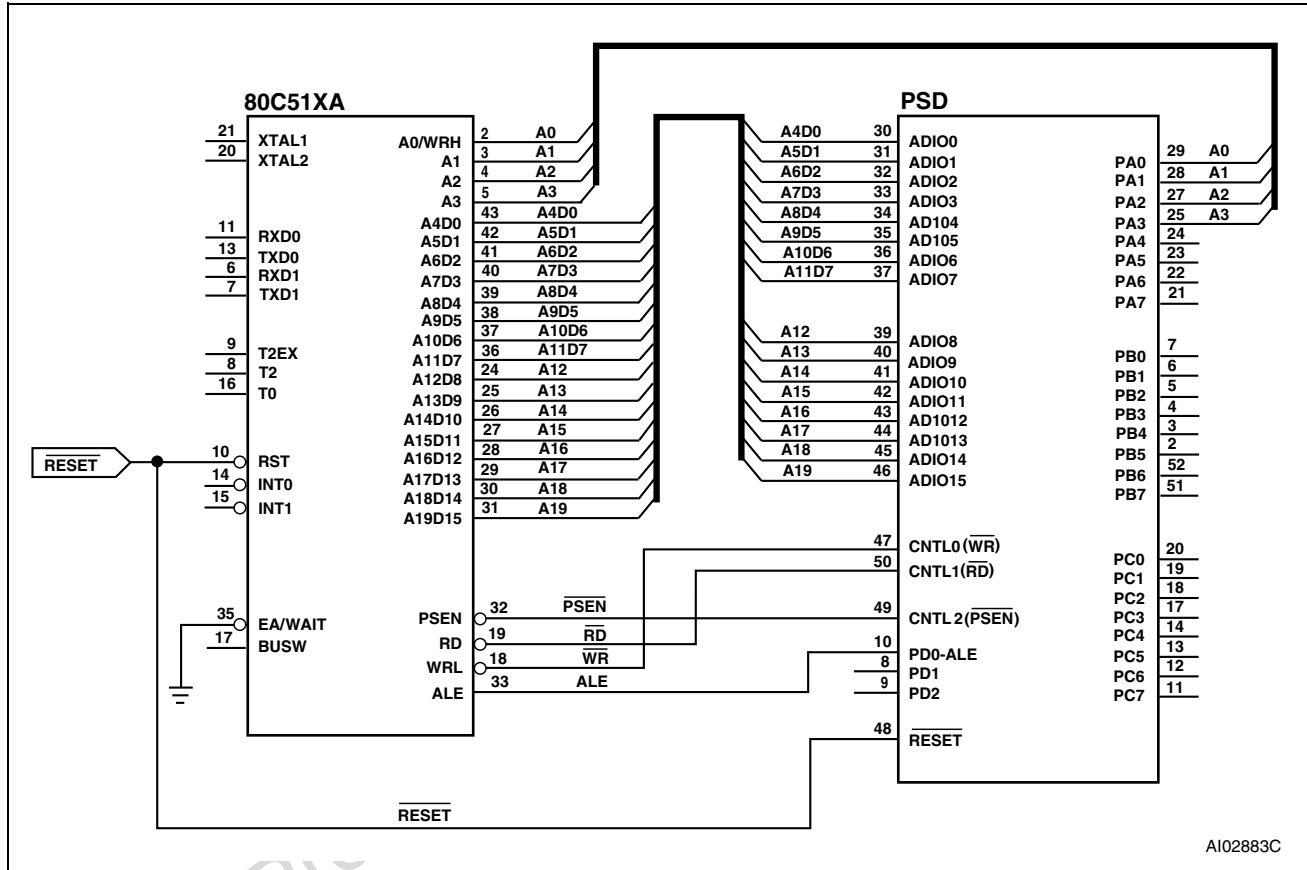 80C51XA
PSD
21 XTAL1
20 XTAL2
11 RXD0
13 TXD0
6 RXD1
7 TXD1
9 T2EX
8 T2
16 T0
RESET
10 RST
14 INT0
15 INT1
35 EA/WAIT
17 BUSW
A0/WRH 2 A0
A1 3 A1
A2 4 A2
A3 5 A3
A4D0 43 A4D0
A5D1 42 A5D1
A6D2 41 A6D2
A7D3 40 A7D3
A8D4 39 A8D4
A9D5 38 A9D5
A10D6 37 A10D6
A11D7 36 A11D7
A12D8 24 A12
A13D9 25 A13
A14D10 26 A14
A15D11 27 A15
A16D12 28 A16
A17D13 29 A17
A18D14 30 A18
A19D15 31 A19
PSEN 32 PSEN
RD 19 RD
WRL 18 WR
ALE 33 ALE
RESET
A4D0 30 ADIO0
A5D1 31 ADIO1
A6D2 32 ADIO2
A7D3 33 ADIO3
A8D4 34 AD104
A9D5 35 AD105
A10D6 36 ADIO6
A11D7 37 ADIO7
A12 39 ADIO8
A13 40 ADIO9
A14 41 ADIO10
A15 42 ADIO11
A16 43 AD1012
A17 44 AD1013
A18 45 ADIO14
A19 46 ADIO15
47 CNTL0(WR)
50 CNTL1(RD)
49 CNTL2(PSEN)
10 PD0-ALE
8 PD1
9 PD2
48 RESET
PA0 29 A0
PA1 28 A1
PA2 27 A2
PA3 25 A3
PA4 24
PA5 23
PA6 22
PA7 21
PB0 7
PB1 6
PB2 5
PB3 4
PB4 3
PB5 2
PB6 52
PB7 51
PC0 20
PC1 19
PC2 18
PC3 17
PC4 14
PC5 13
PC6 12
PC7 11
AI02883C